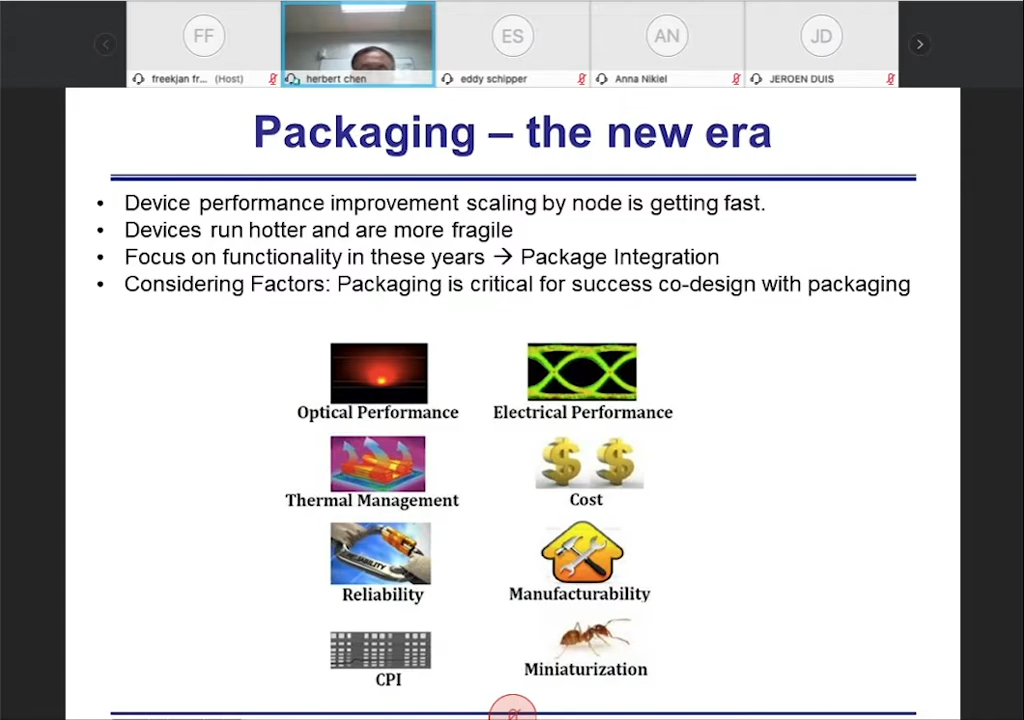 FF
ES
AN
JD
freekjan fr... (Host)
herbert chen
eddy schipper
Anna Nikiel
JEROEN DUIS
Packaging – the new era
• Device performance improvement scaling by node is getting fast.
• Devices run hotter and are more fragile
• Focus on functionality in these years → Package Integration
• Considering Factors: Packaging is critical for success co-design with packaging
Optical Performance
Electrical Performance
Thermal Management
$ $
Cost
Reliability
Manufacturability
CPI
Miniaturization